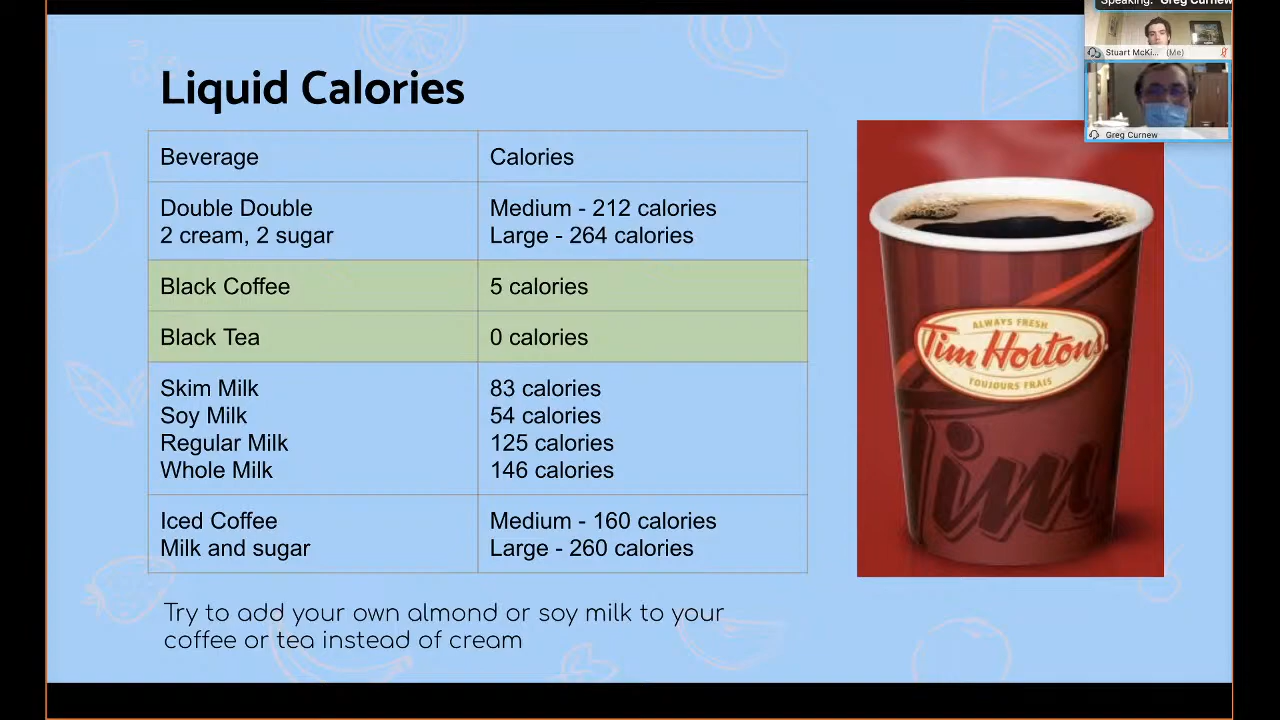 Speaking: Greg Curnew
Stuart McKi... (Me)
Greg Curnew
Liquid Calories
Beverage Calories
Double Double Medium - 212 calories
2 cream, 2 sugar Large - 264 calories
Black Coffee 5 calories
Black Tea 0 calories
Skim Milk 83 calories
Soy Milk 54 calories
Regular Milk 125 calories
Whole Milk 146 calories
Iced Coffee Medium - 160 calories
Milk and sugar Large - 260 calories
Try to add your own almond or soy milk to your
coffee or tea instead of cream
ALWAYS FRESH
Tim Hortons
TOUJOURS FRAIS
Tim